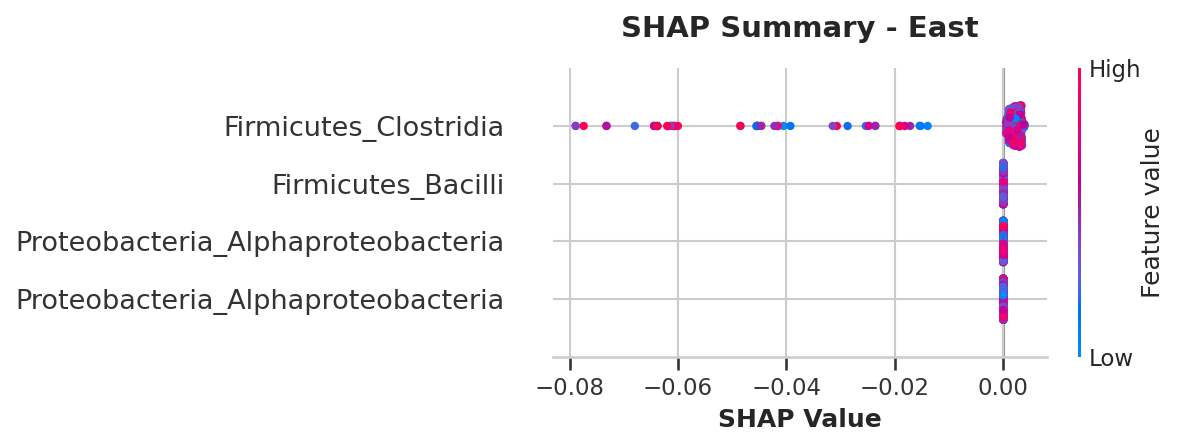 SHAP Summary - East
High
Firmicutes_Clostridia
Firmicutes_Bacilli
Proteobacteria_Alphaproteobacteria
Proteobacteria_Alphaproteobacteria
Feature value
Low
−0.08 −0.06 −0.04 −0.02 0.00
SHAP Value